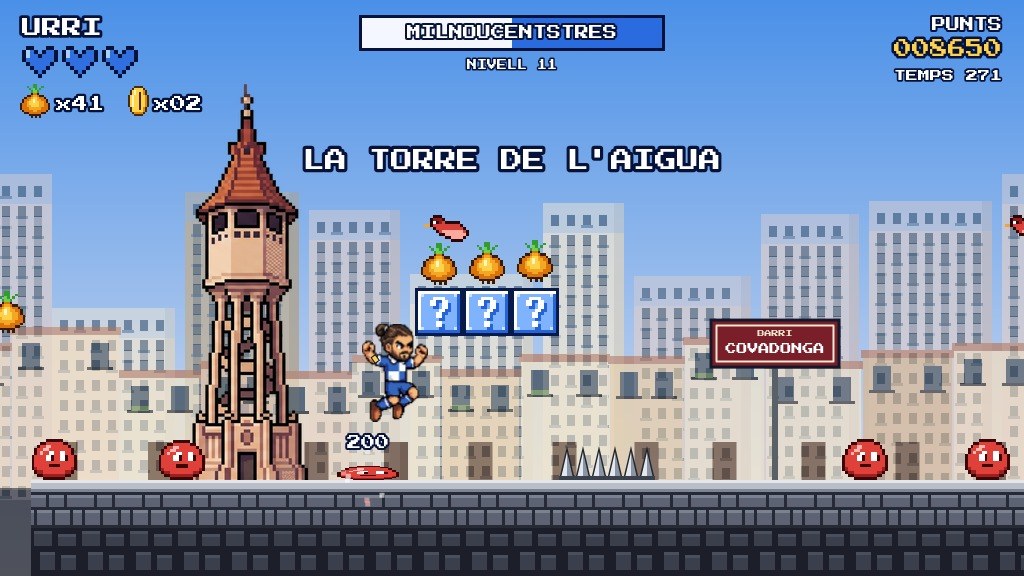 URRI
x41 x02
MILNOUCENTSTRES
NIVELL 11
PUNTS
008650
TEMPS 271
LA TORRE DE L'AIGUA
? ? ?
BARRI
COVADONGA
200